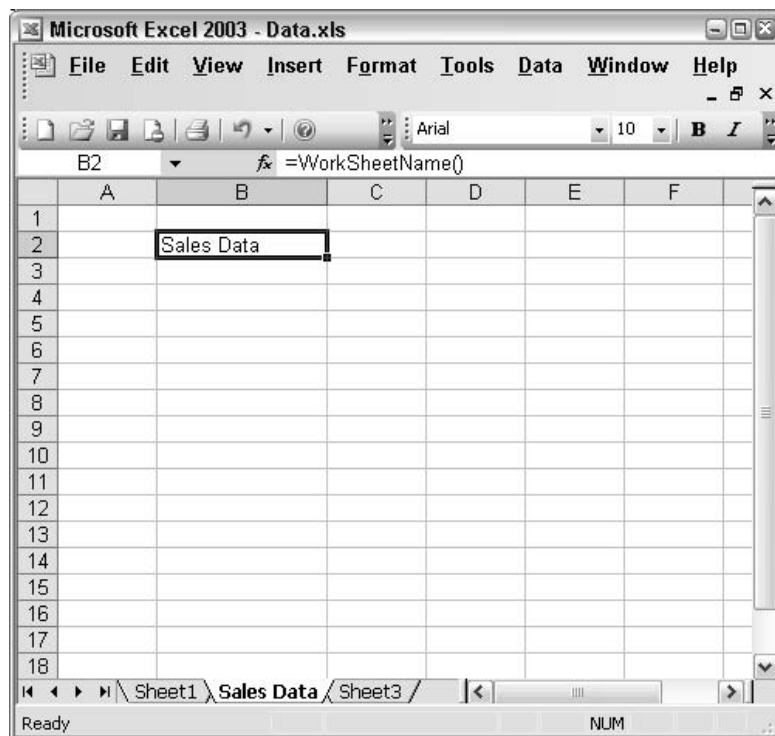 Microsoft Excel 2003 - Data.xls
File Edit View Insert Format Tools Data Window Help
Arial 10 B I
B2 fx =WorkSheetName()
A B C D E F
1
2 Sales Data
3
4
5
6
7
8
9
10
11
12
13
14
15
16
17
18
Sheet1 Sales Data Sheet3
Ready NUM